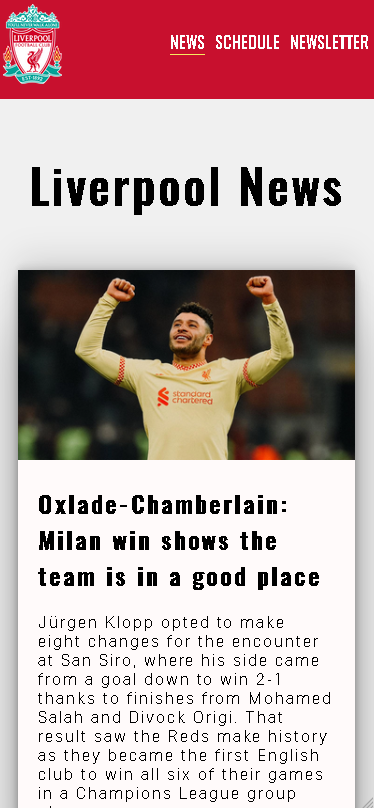 YOU'LL NEVER WALK ALONE
LIVERPOOL
FOOTBALL CLUB
EST·1892
NEWS SCHEDULE NEWSLETTER
Liverpool News
standard
chartered
Oxlade-Chamberlain:
Milan win shows the
team is in a good place
Jürgen Klopp opted to make
eight changes for the encounter
at San Siro, where his side came
from a goal down to win 2-1
thanks to finishes from Mohamed
Salah and Divock Origi. That
result saw the Reds make history
as they became the first English
club to win all six of their games
in a Champions League group